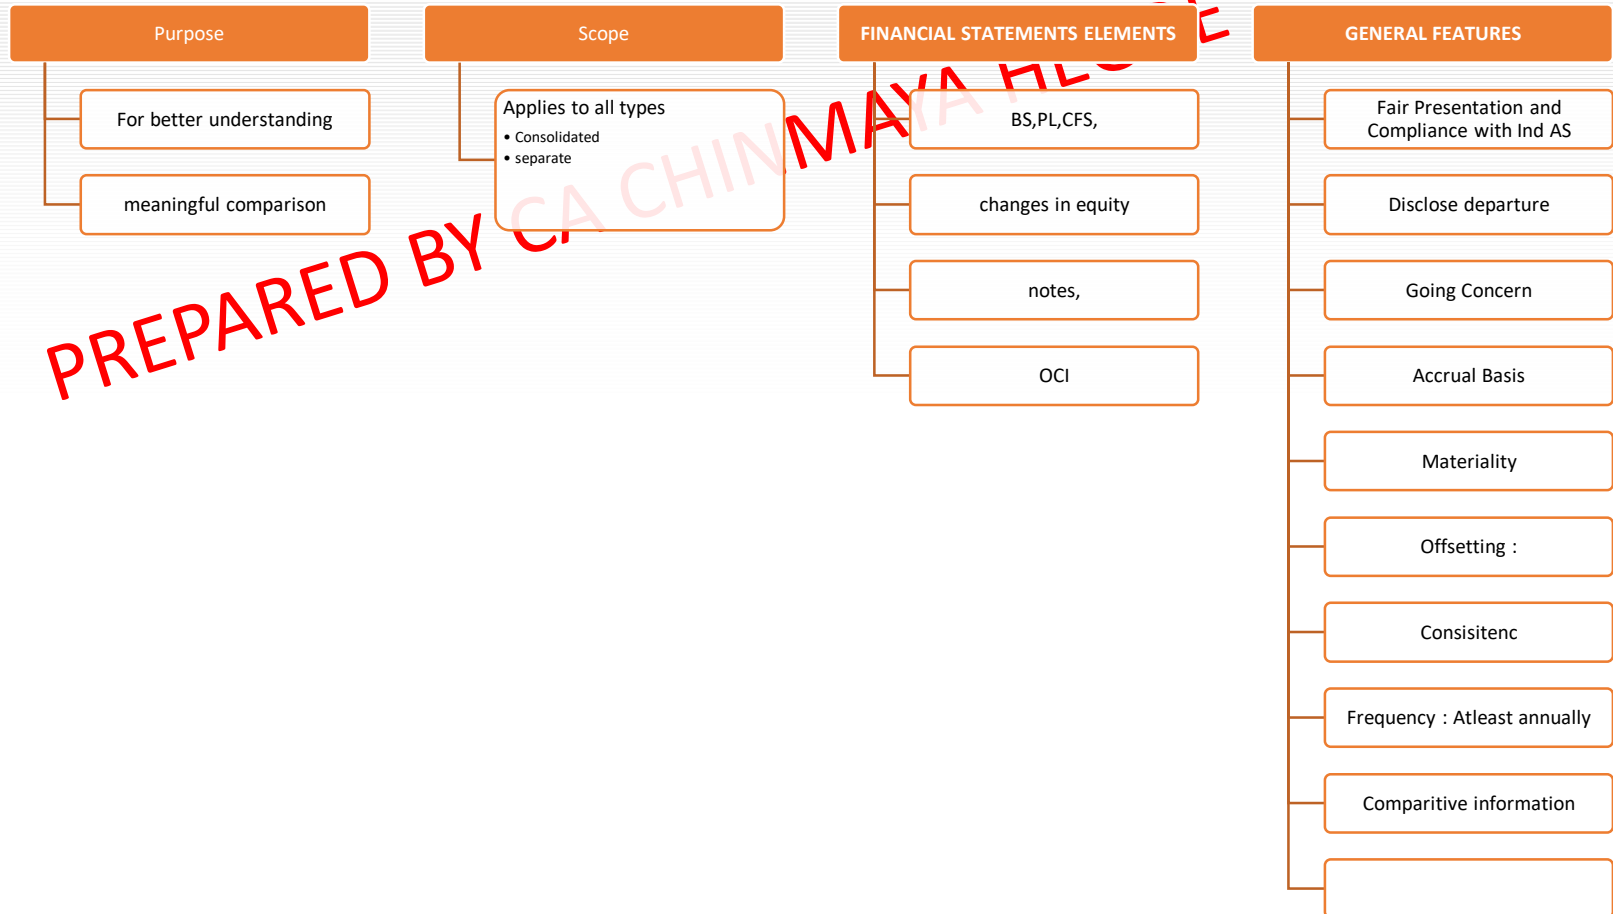 Purpose
For better understanding
meaningful comparison
Scope
Applies to all types
• Consolidated
• separate
FINANCIAL STATEMENTS ELEMENTS
BS,PL,CFS,
changes in equity
notes,
OCI
GENERAL FEATURES
Fair Presentation and
Compliance with Ind AS
Disclose departure
Going Concern
Accrual Basis
Materiality
Offsetting :
Consisitenc
Frequency : Atleast annually
Comparitive information
PREPARED BY CA CHINMAYA